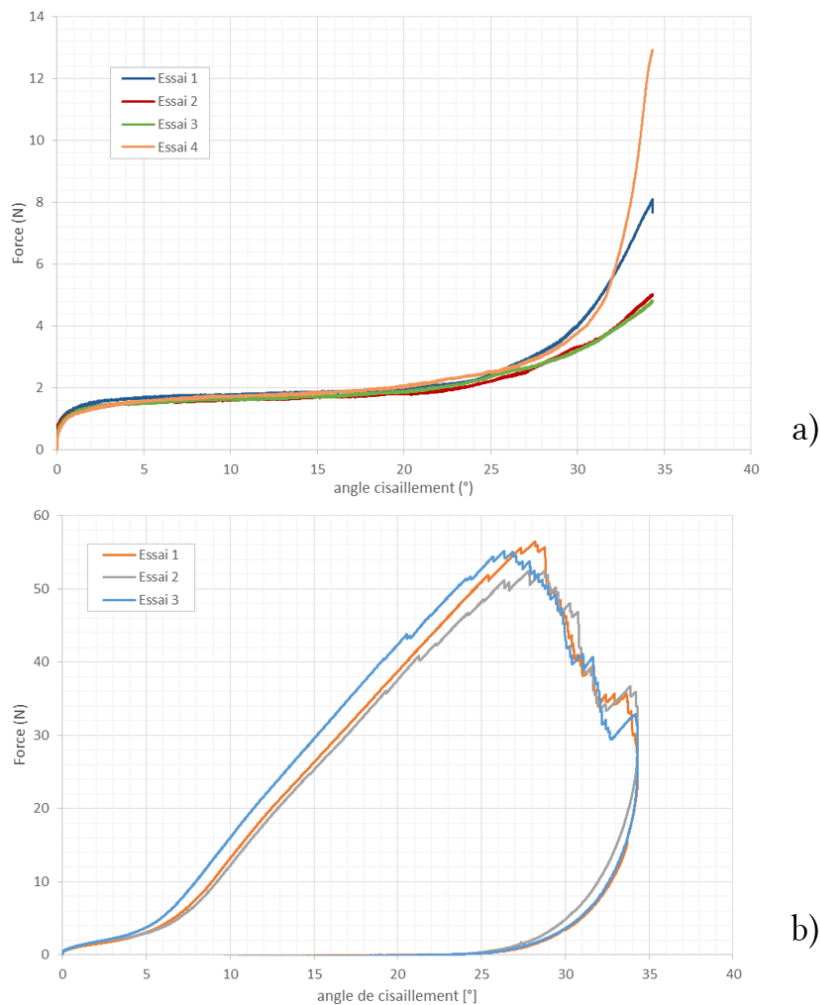 14
12
10
8
6
4
2
0
Force (N)
Essai 1
Essai 2
Essai 3
Essai 4
0 5 10 15 20 25 30 35 40
angle cisaillement (°)
a)
60
50
40
30
20
10
0
Force (N)
Essai 1
Essai 2
Essai 3
0 5 10 15 20 25 30 35 40
angle de cisaillement [°]
b)